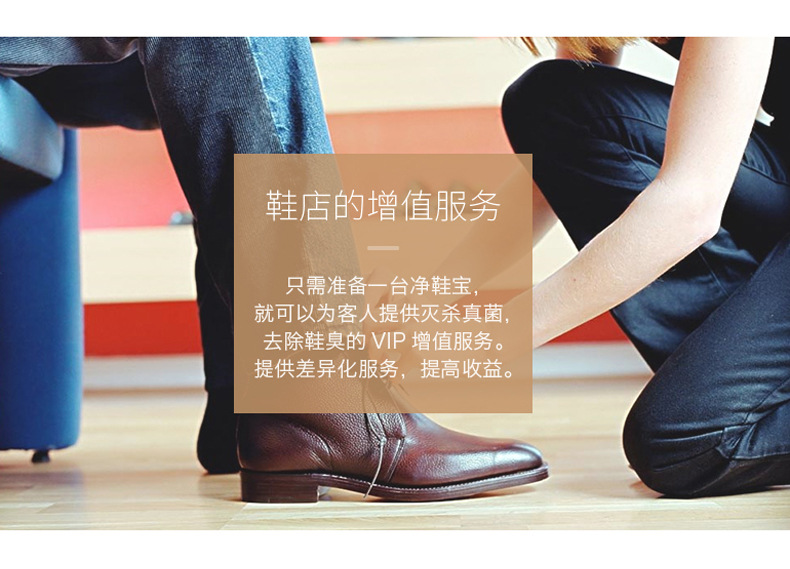 鞋店的增值服务
只需准备一台净鞋宝，
就可以为客人提供灭杀真菌，
去除鞋臭的 VIP 增值服务。
提供差异化服务，提高收益。